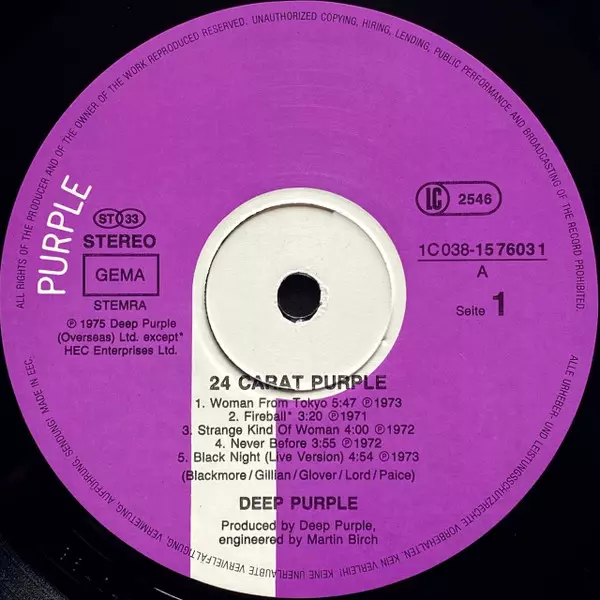 ALL RIGHTS OF THE PRODUCER AND OF THE OWNER OF THE WORK REPRODUCED RESERVED. UNAUTHORIZED COPYING, HIRING, LENDING, PUBLIC PERFORMANCE AND BROADCASTING OF THE RECORD PROHIBITED.
PURPLE
ST 33
STEREO
GEMA
STEMRA
℗ 1975 Deep Purple
(Overseas) Ltd. except*
HEC Enterprises Ltd.
LC 2546
1C 038-15 7603 1
A
Seite 1
24 CARAT PURPLE
1. Woman From Tokyo 5:47 ℗ 1973
2. Fireball* 3:20 ℗ 1971
3. Strange Kind Of Woman 4:00 ℗ 1972
4. Never Before 3:55 ℗ 1972
5. Black Night (Live Version) 4:54 ℗ 1973
(Blackmore / Gillian / Glover / Lord / Paice)
DEEP PURPLE
Produced by Deep Purple,
engineered by Martin Birch
ALLE URHEBER- UND LEISTUNGSSCHUTZRECHTE VORBEHALTEN. KEIN VERLEIH! KEINE UNERLAUBTE VERVIELFÄLTIGUNG, VERMIETUNG, AUFFÜHRUNG, SENDUNG! MADE IN EEC.